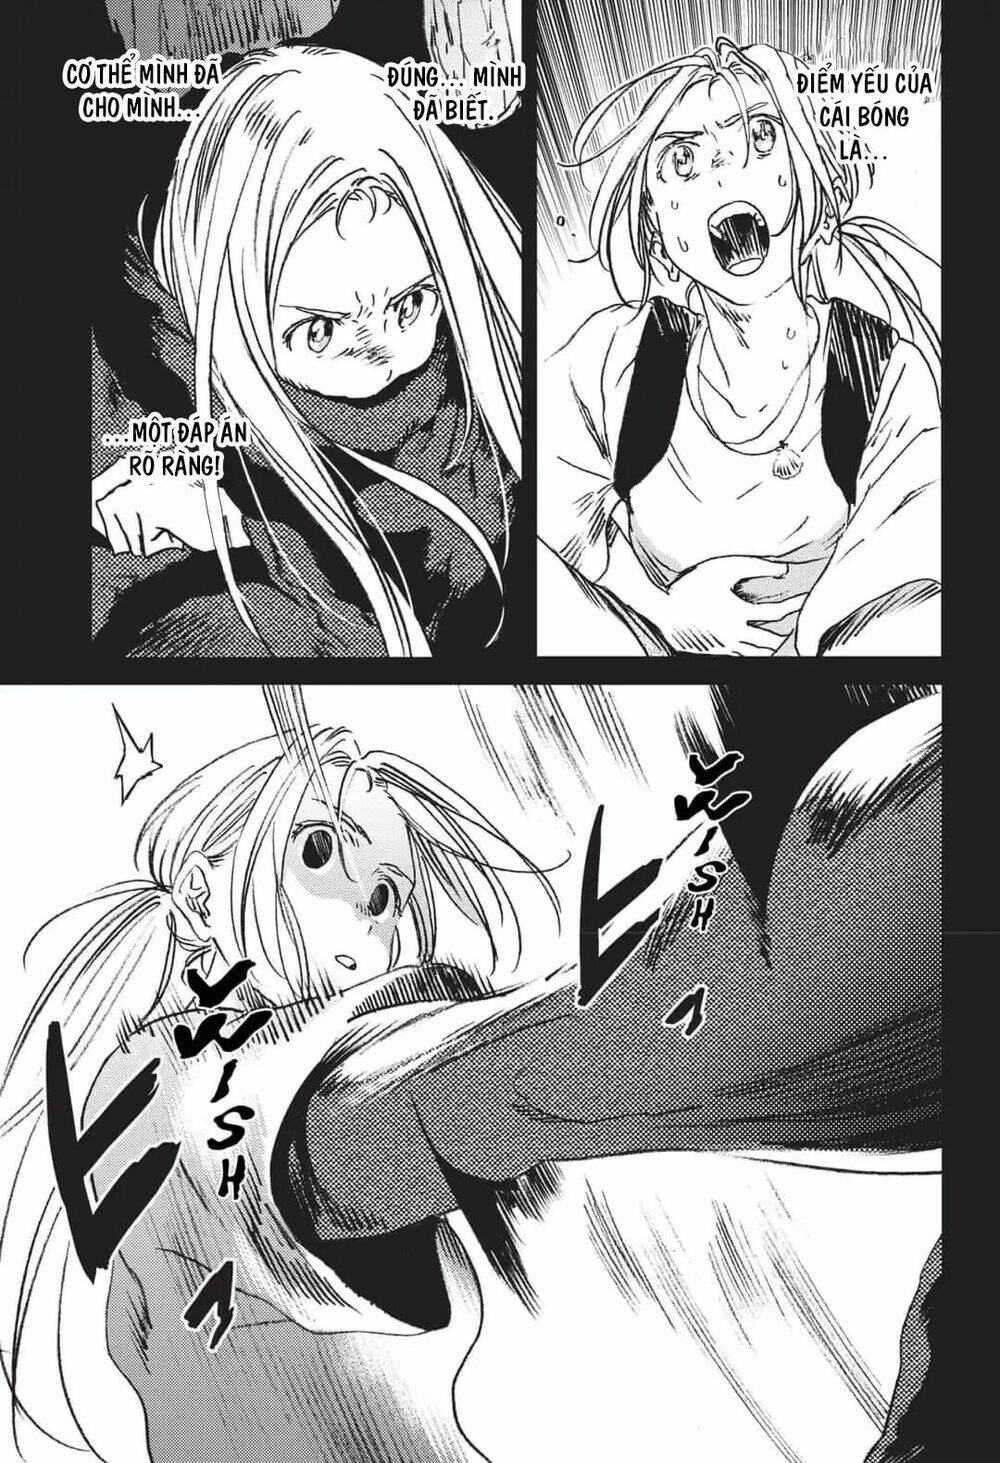 ĐIỂM YẾU CỦA
CÁI BÓNG
LÀ...
ĐÚNG... MÌNH
ĐÃ BIẾT.
CƠ THỂ MÌNH ĐÃ
CHO MÌNH...
...MỘT ĐÁP ÁN
RÕ RÀNG!
WISH
WISH